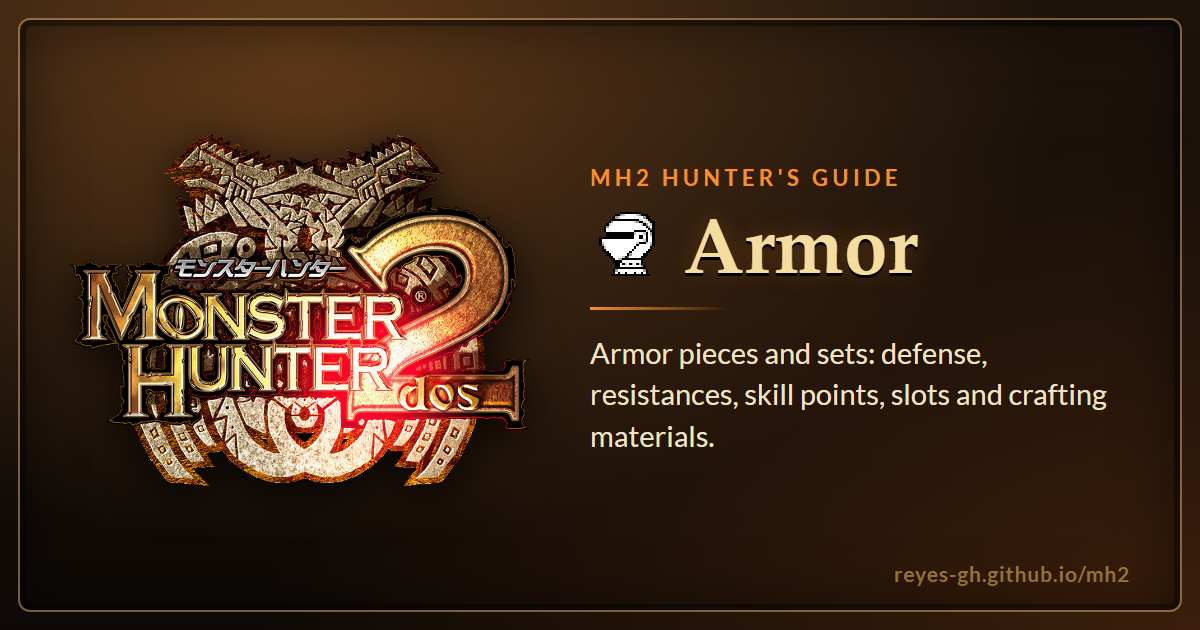 モンスターハンター
MONSTER
HUNTER
2
®
dos
MH2 HUNTER'S GUIDE
Armor
Armor pieces and sets: defense,
resistances, skill points, slots and crafting
materials.
reyes-gh.github.io/mh2